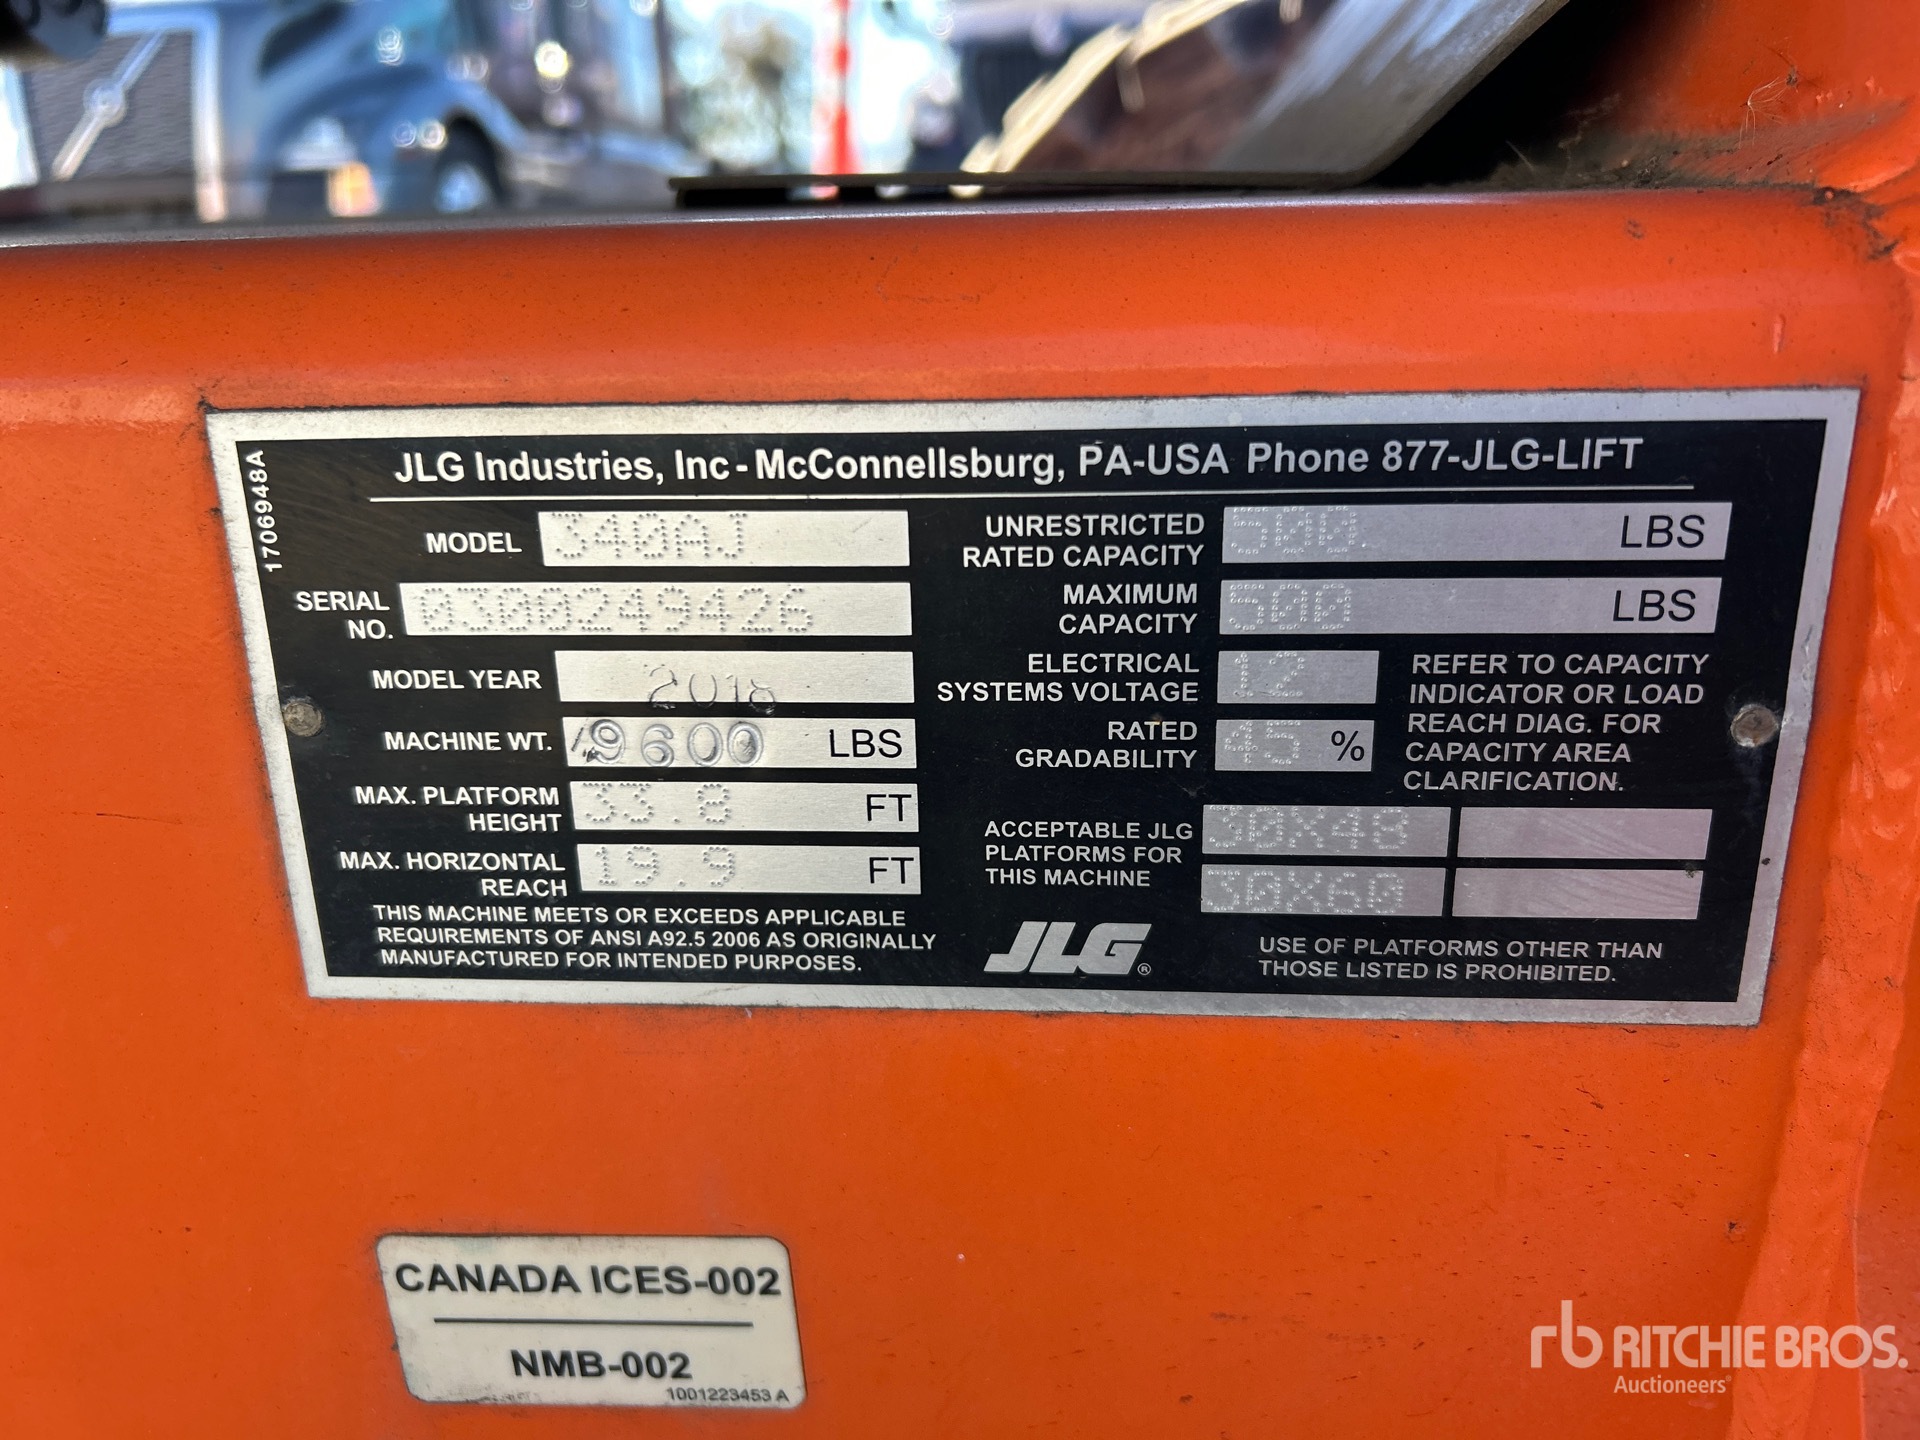 JLG Industries, Inc - McConnellsburg, PA-USA Phone 877-JLG-LIFT
1706948A
MODEL 340AJ
SERIAL NO. 0300249426
MODEL YEAR 2018
MACHINE WT. 9600 LBS
MAX. PLATFORM HEIGHT 33.8 FT
MAX. HORIZONTAL REACH 19.9 FT
THIS MACHINE MEETS OR EXCEEDS APPLICABLE
REQUIREMENTS OF ANSI A92.5 2006 AS ORIGINALLY
MANUFACTURED FOR INTENDED PURPOSES.
UNRESTRICTED RATED CAPACITY 500 LBS
MAXIMUM CAPACITY 500 LBS
ELECTRICAL SYSTEMS VOLTAGE 12
RATED GRADABILITY 45 %
REFER TO CAPACITY
INDICATOR OR LOAD
REACH DIAG. FOR
CAPACITY AREA
CLARIFICATION.
ACCEPTABLE JLG
PLATFORMS FOR
THIS MACHINE
30X48
30X60
JLG®
USE OF PLATFORMS OTHER THAN
THOSE LISTED IS PROHIBITED.
CANADA ICES-002
NMB-002
1001223453 A
rb RITCHIE BROS.
Auctioneers